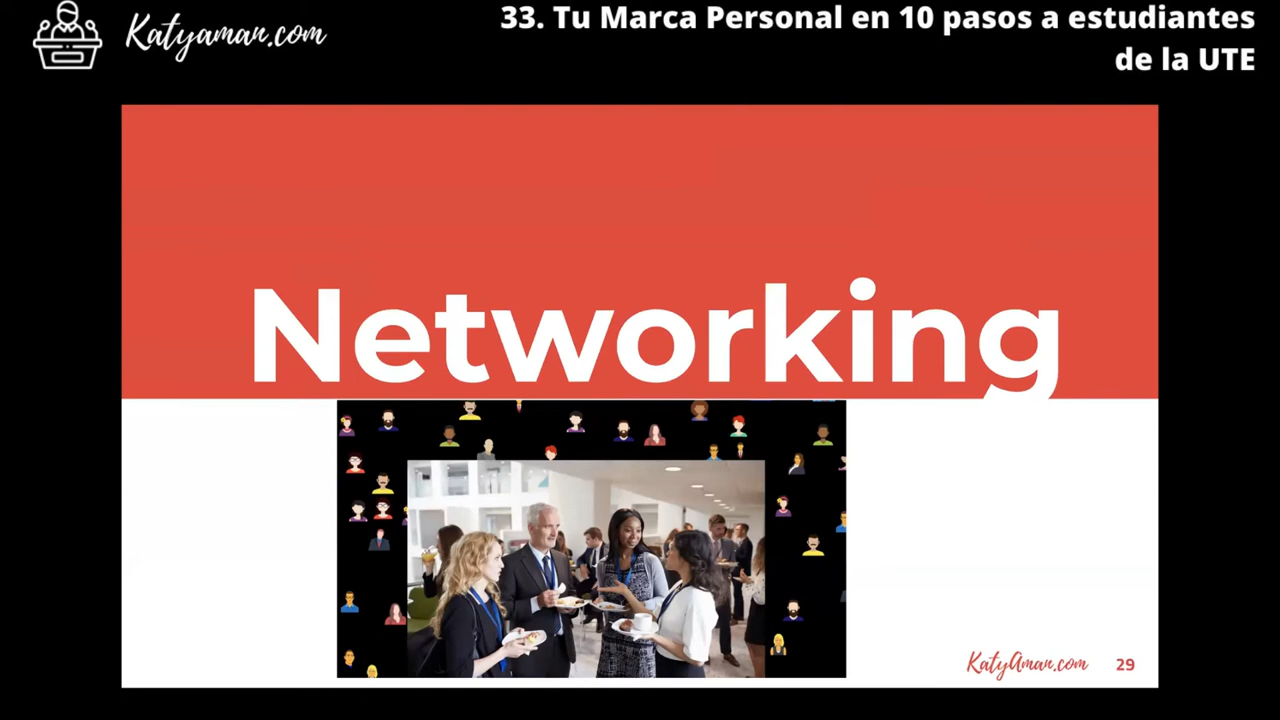 Katyaman.com
33. Tu Marca Personal en 10 pasos a estudiantes
de la UTE
Networking
KatyAman.com
29